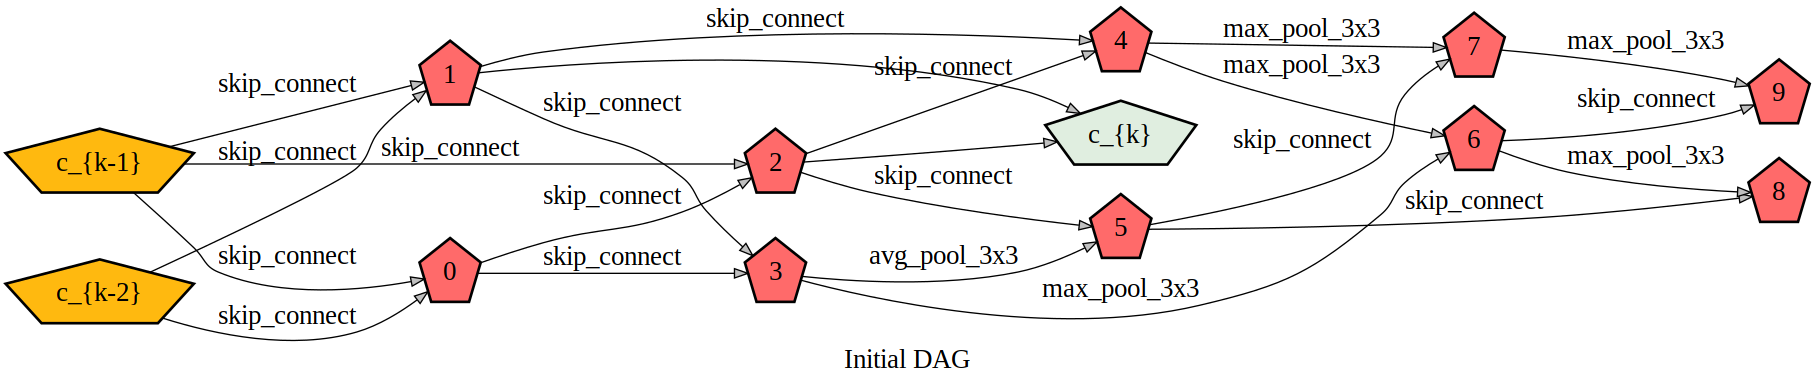 skip_connect
4
max_pool_3x3
7
max_pool_3x3
skip_connect
1
skip_connect
max_pool_3x3
9
skip_connect
skip_connect
c_{k}
6
c_{k-1}
skip_connect
skip_connect
2
skip_connect
max_pool_3x3
skip_connect
skip_connect
8
skip_connect
5
skip_connect
skip_connect
avg_pool_3x3
0
3
c_{k-2}
max_pool_3x3
skip_connect
Initial DAG